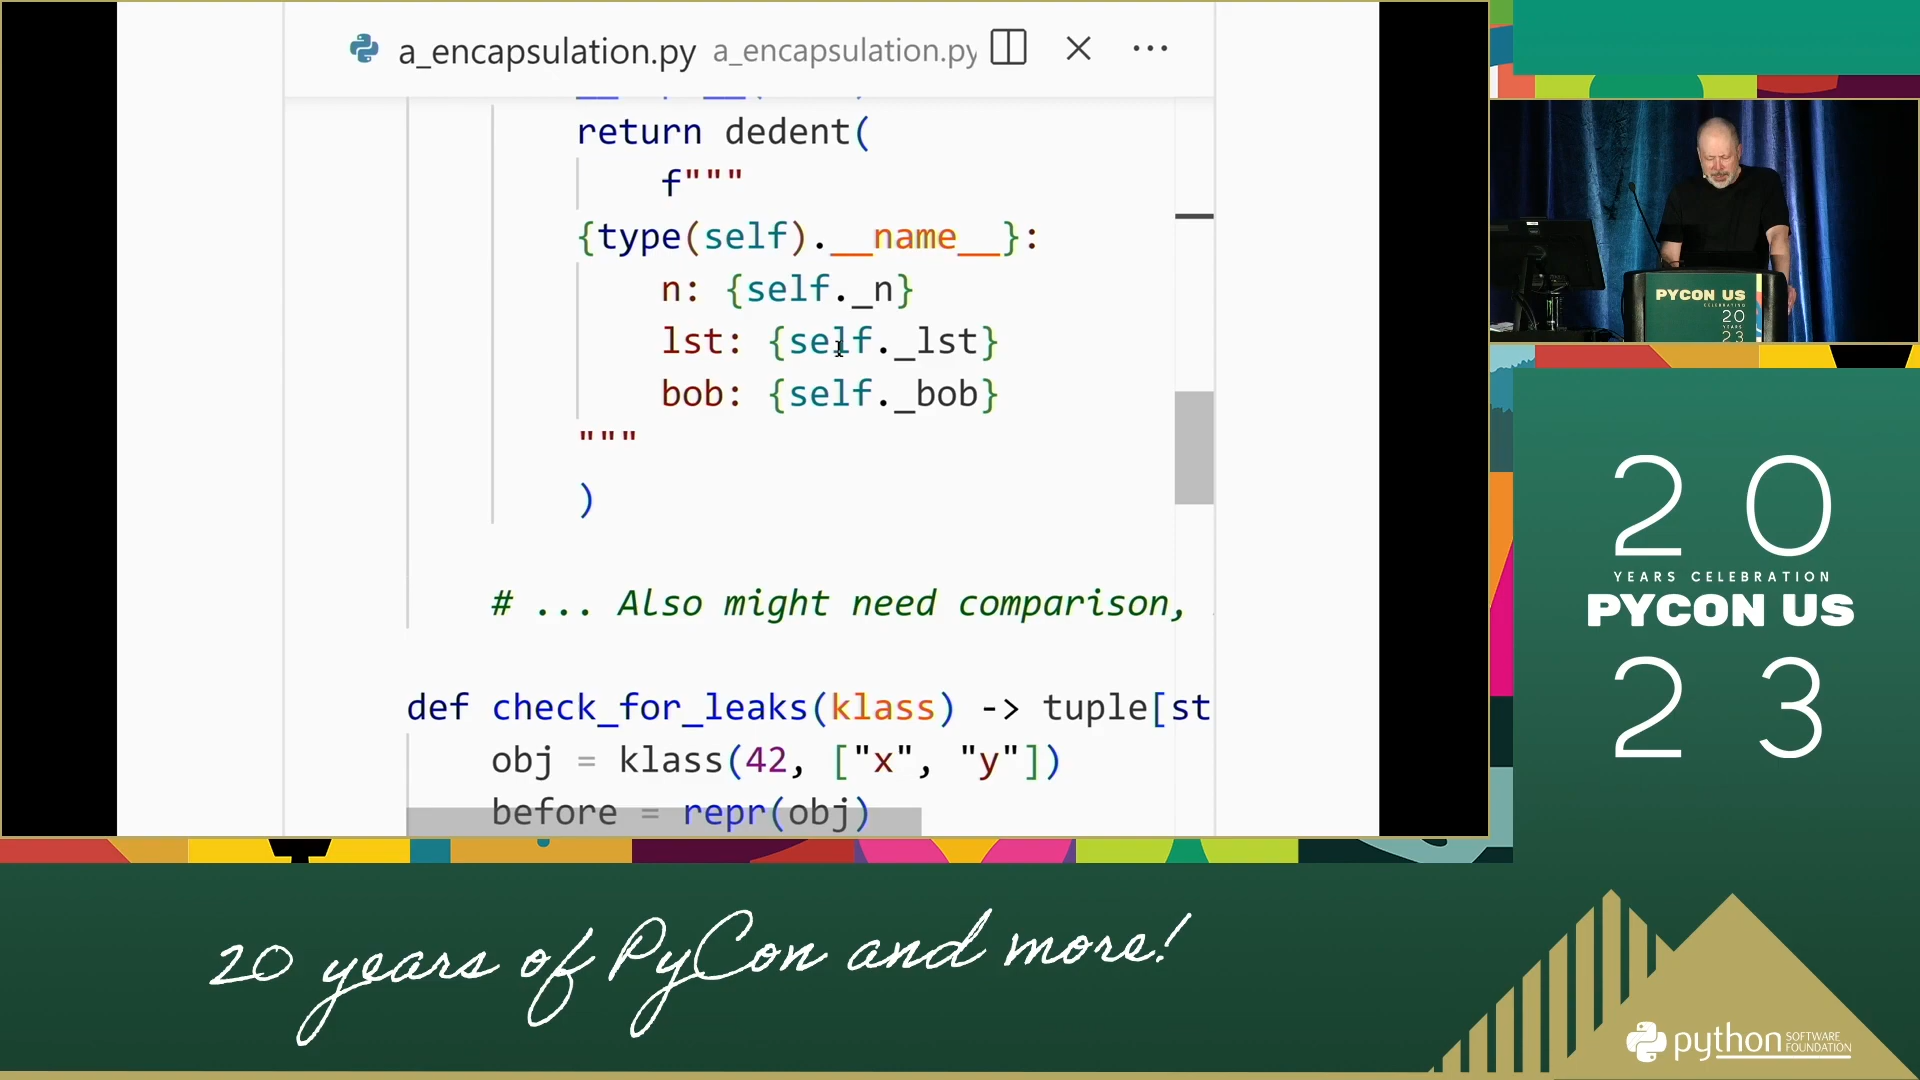 a_encapsulation.py a_encapsulation.py
return dedent(
f"""
{type(self).__name__}:
n: {self._n}
lst: {self._lst}
bob: {self._bob}
"""
)
# ... Also might need comparison,
def check_for_leaks(klass) -> tuple[st
obj = klass(42, ["x", "y"])
before = repr(obj)
PYCON US
CELEBRATING
20
YEARS
23
20
YEARS CELEBRATION
PYCON US
23
20 years of PyCon and more!
python SOFTWARE
FOUNDATION